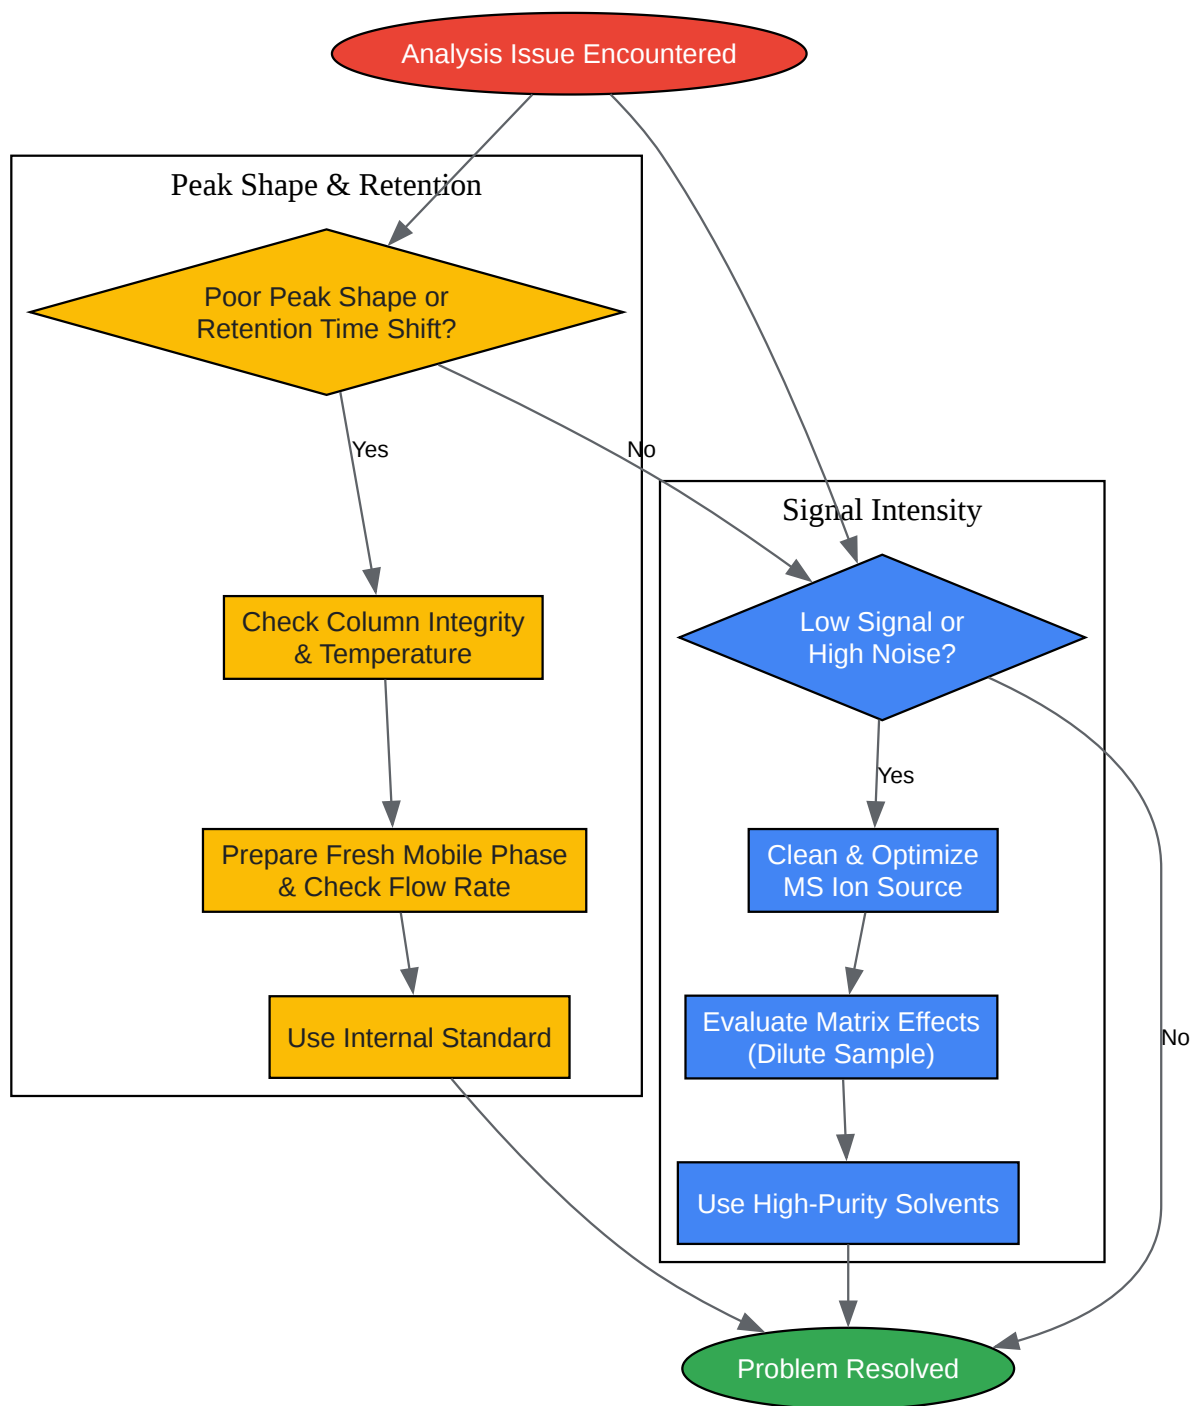 Analysis Issue Encountered
Peak Shape & Retention
Poor Peak Shape or
Retention Time Shift?
Yes
No
Check Column Integrity
& Temperature
Prepare Fresh Mobile Phase
& Check Flow Rate
Use Internal Standard
Signal Intensity
Low Signal or
High Noise?
Yes
Clean & Optimize
MS Ion Source
Evaluate Matrix Effects
(Dilute Sample)
No
Use High-Purity Solvents
Problem Resolved